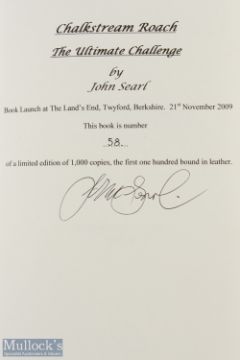 Chalkstream Roach
The Ultimate Challenge
by
John Searl
Book Launch at The Land's End, Twyford, Berkshire. 21st November 2009
This book is number
58.
of a limited edition of 1,000 copies, the first one hundred bound in leather.
John Searl
Mullock's